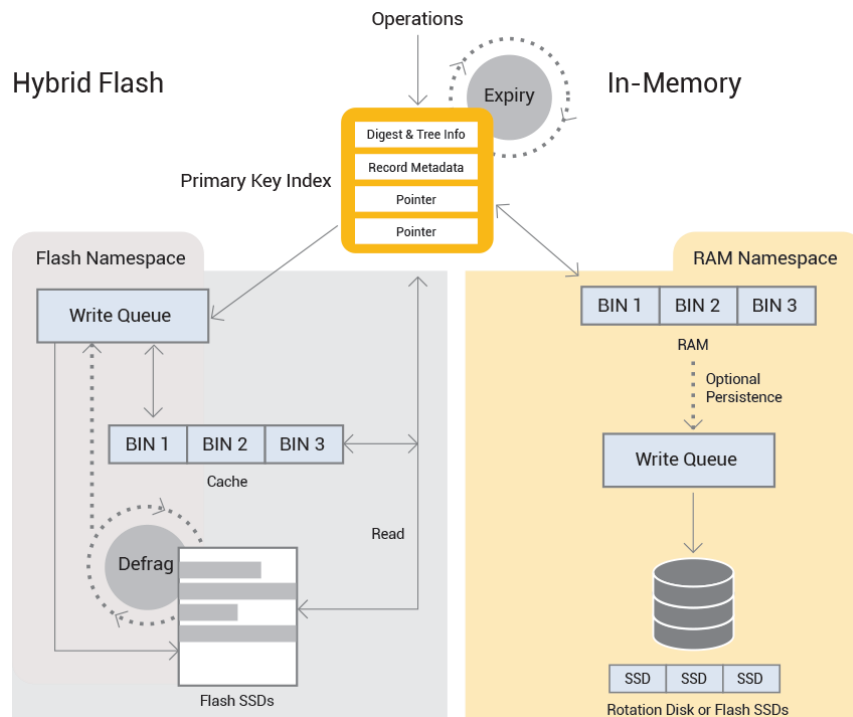 Operations
Hybrid Flash
Expiry
In-Memory
Primary Key Index
Digest & Tree Info
Record Metadata
Pointer
Pointer
Flash Namespace
Write Queue
BIN 1 BIN 2 BIN 3
Cache
Read
Defrag
Flash SSDs
RAM Namespace
BIN 1 BIN 2 BIN 3
RAM
Optional
Persistence
Write Queue
SSD SSD SSD
Rotation Disk or Flash SSDs